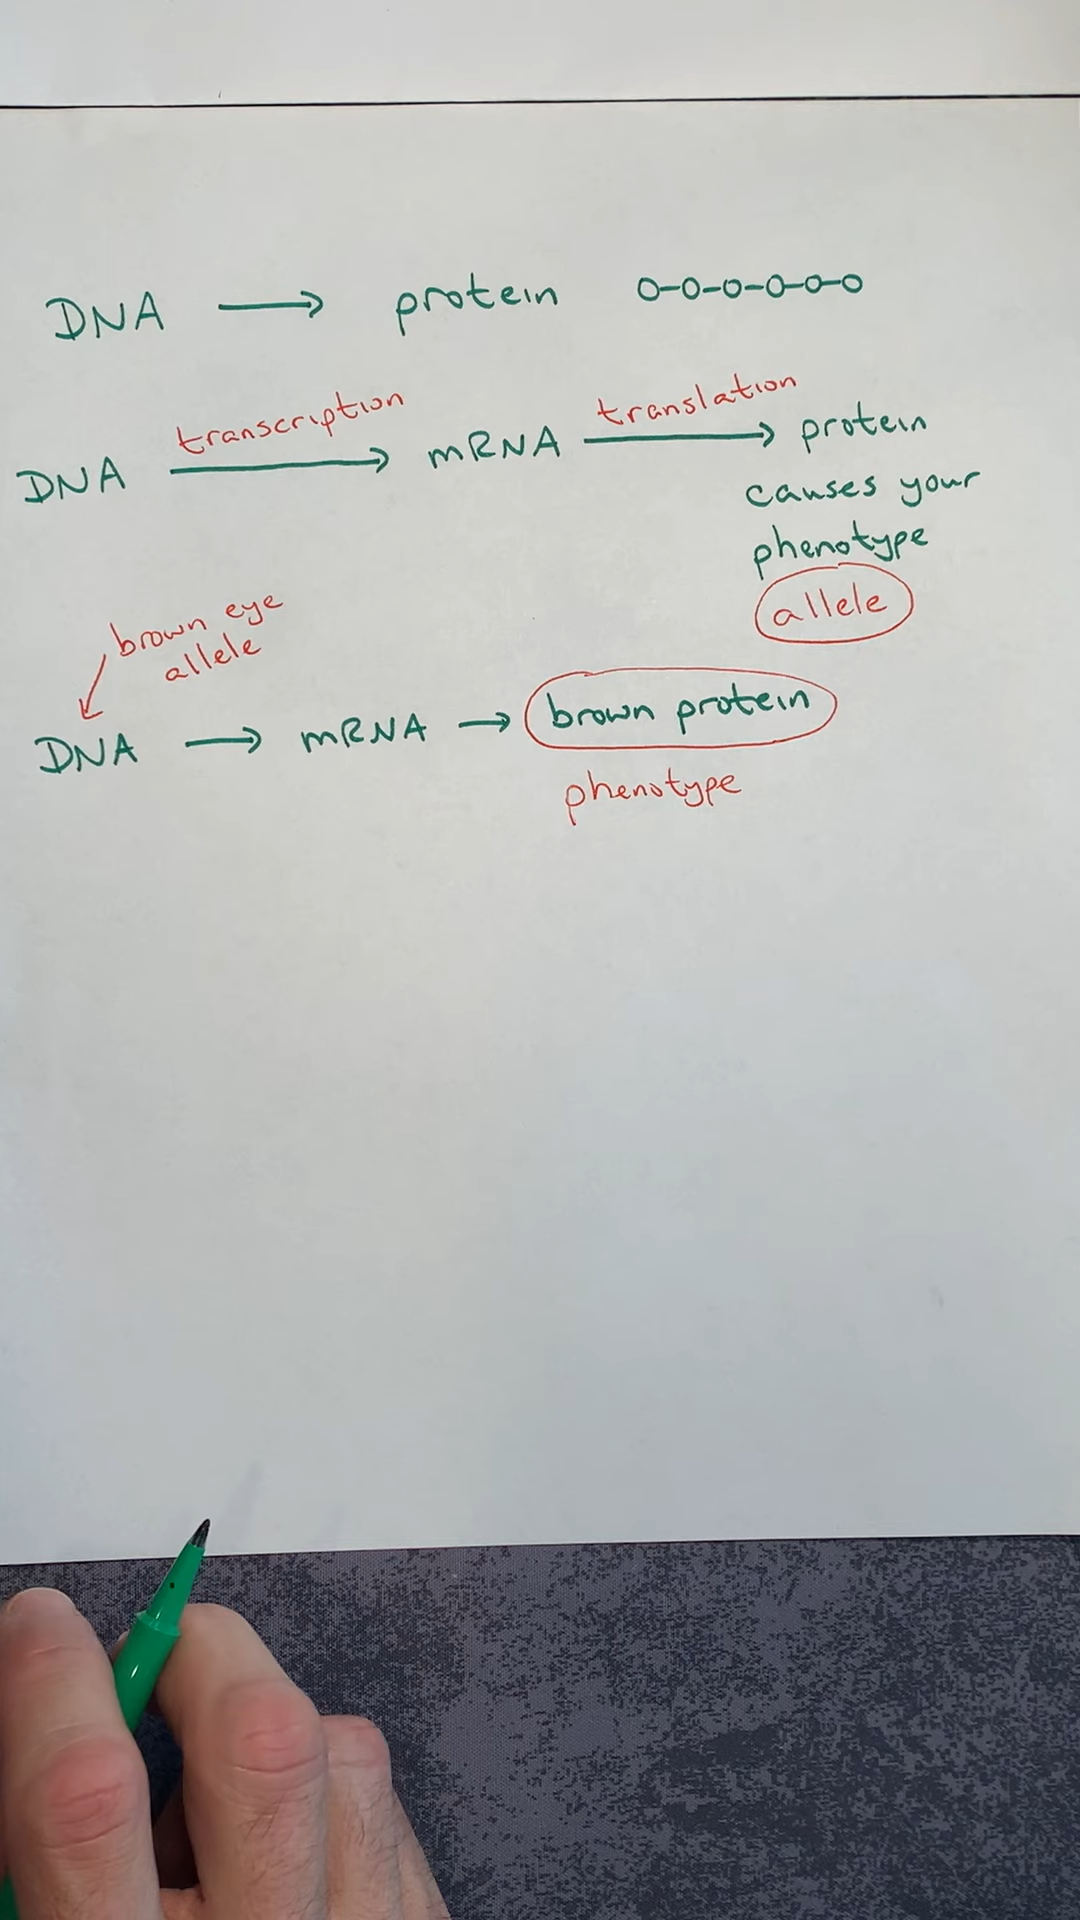 DNA → protein
transcription translation
DNA → mRNA → protein
causes your
phenotype
allele
brown eye
allele
DNA → mRNA → brown protein
phenotype